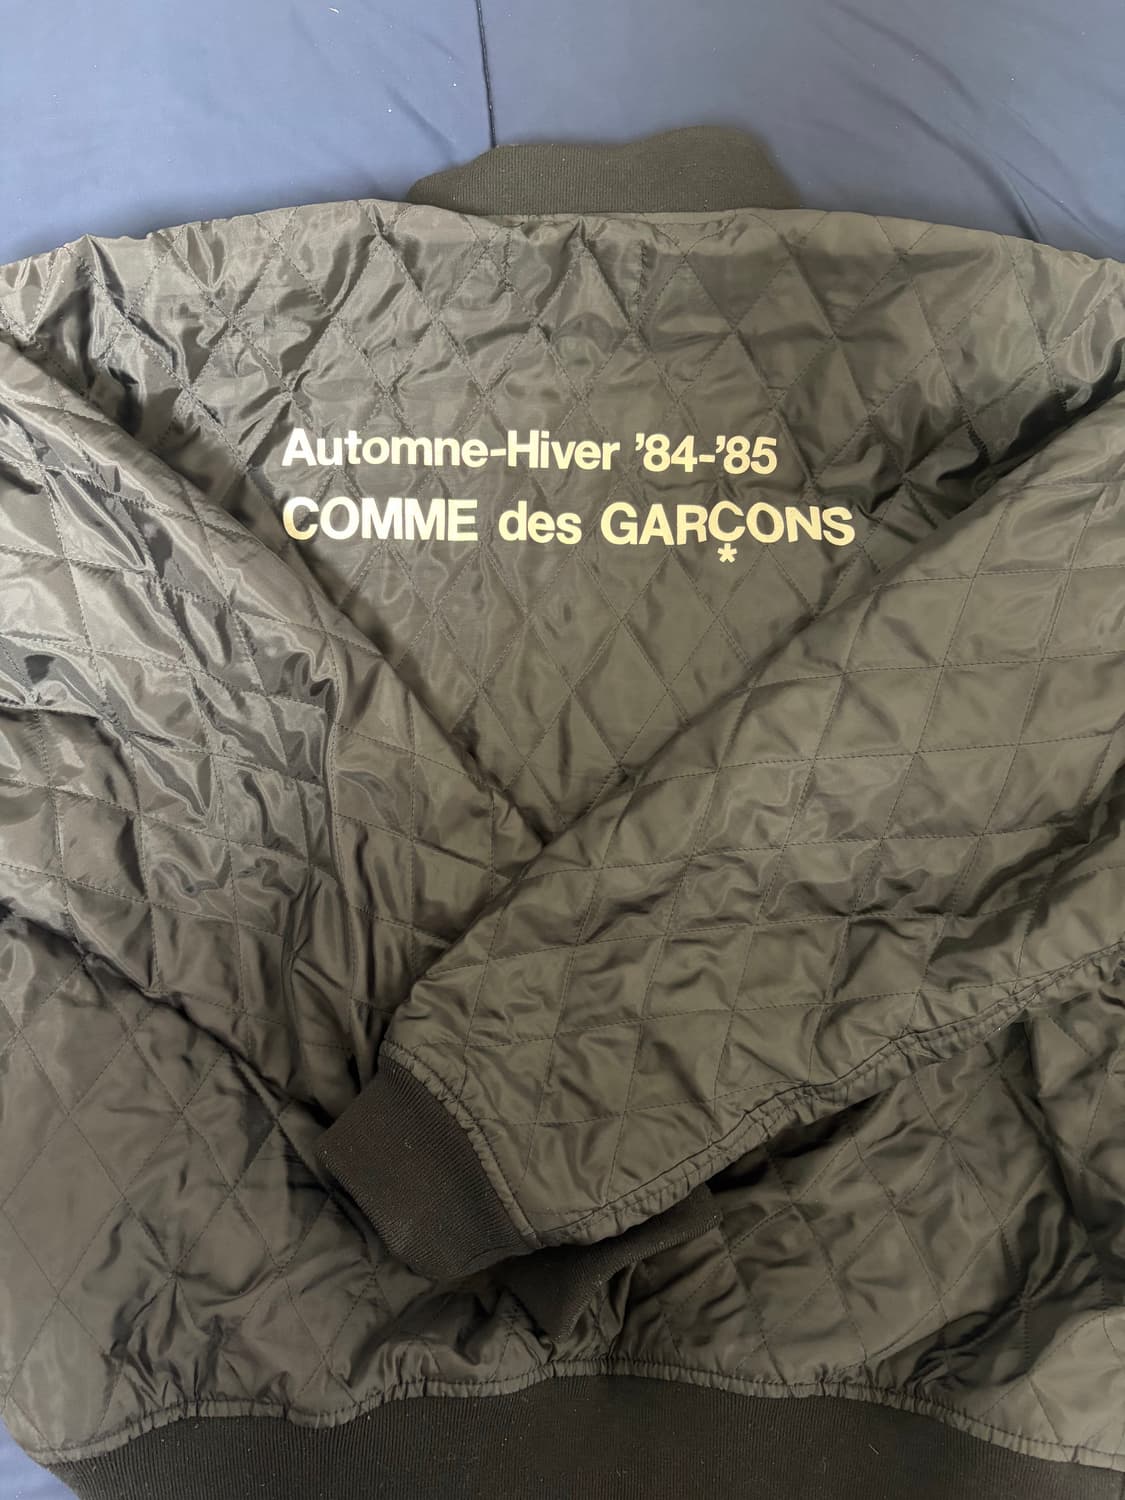 Automne-Hiver ’84-’85
COMME des GARÇONS
*